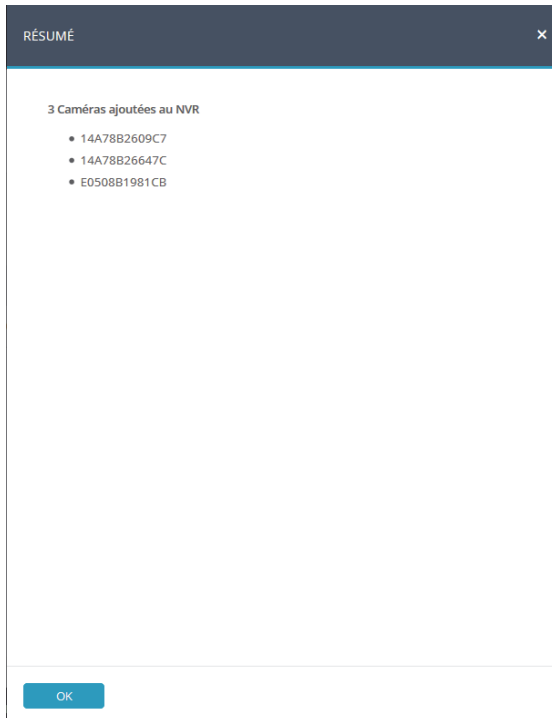 RÉSUMÉ
3 Caméras ajoutées au NVR
14A78B2609C7
14A78B26647C
E0508B1981CB
OK